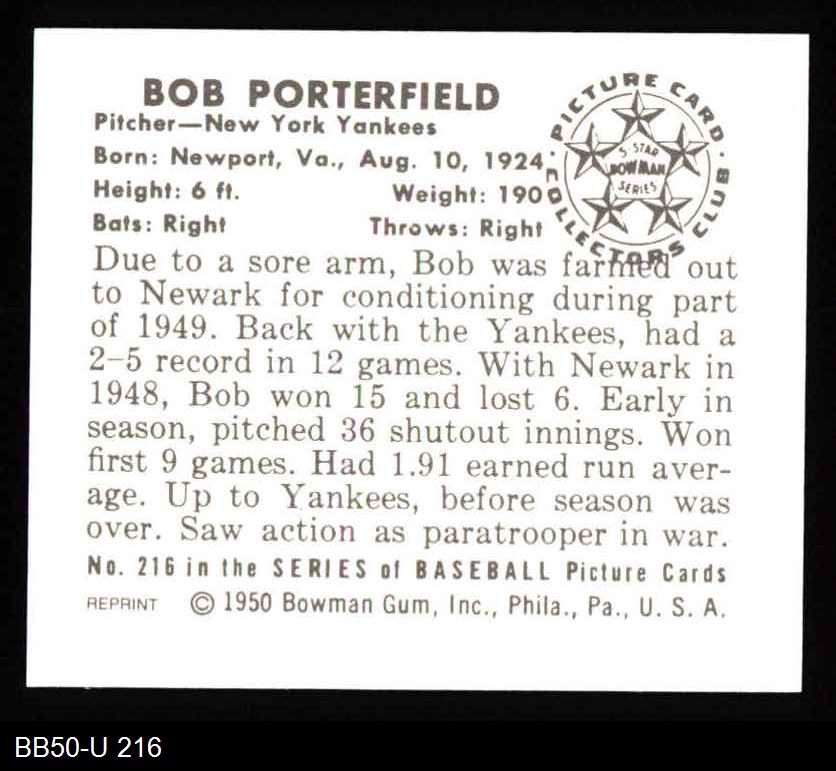 BOB PORTERFIELD
Pitcher—New York Yankees
Born: Newport, Va., Aug. 10, 1924
Height: 6 ft. Weight: 190
Bats: Right Throws: Right
PICTURE CARD
COLLECTORS CLUB
5 STAR
BOWMAN
SERIES
Due to a sore arm, Bob was farmed out
to Newark for conditioning during part
of 1949. Back with the Yankees, had a
2–5 record in 12 games. With Newark in
1948, Bob won 15 and lost 6. Early in
season, pitched 36 shutout innings. Won
first 9 games. Had 1.91 earned run aver-
age. Up to Yankees, before season was
over. Saw action as paratrooper in war.
No. 216 in the SERIES of BASEBALL Picture Cards
REPRINT © 1950 Bowman Gum, Inc., Phila., Pa., U. S. A.
BB50-U 216